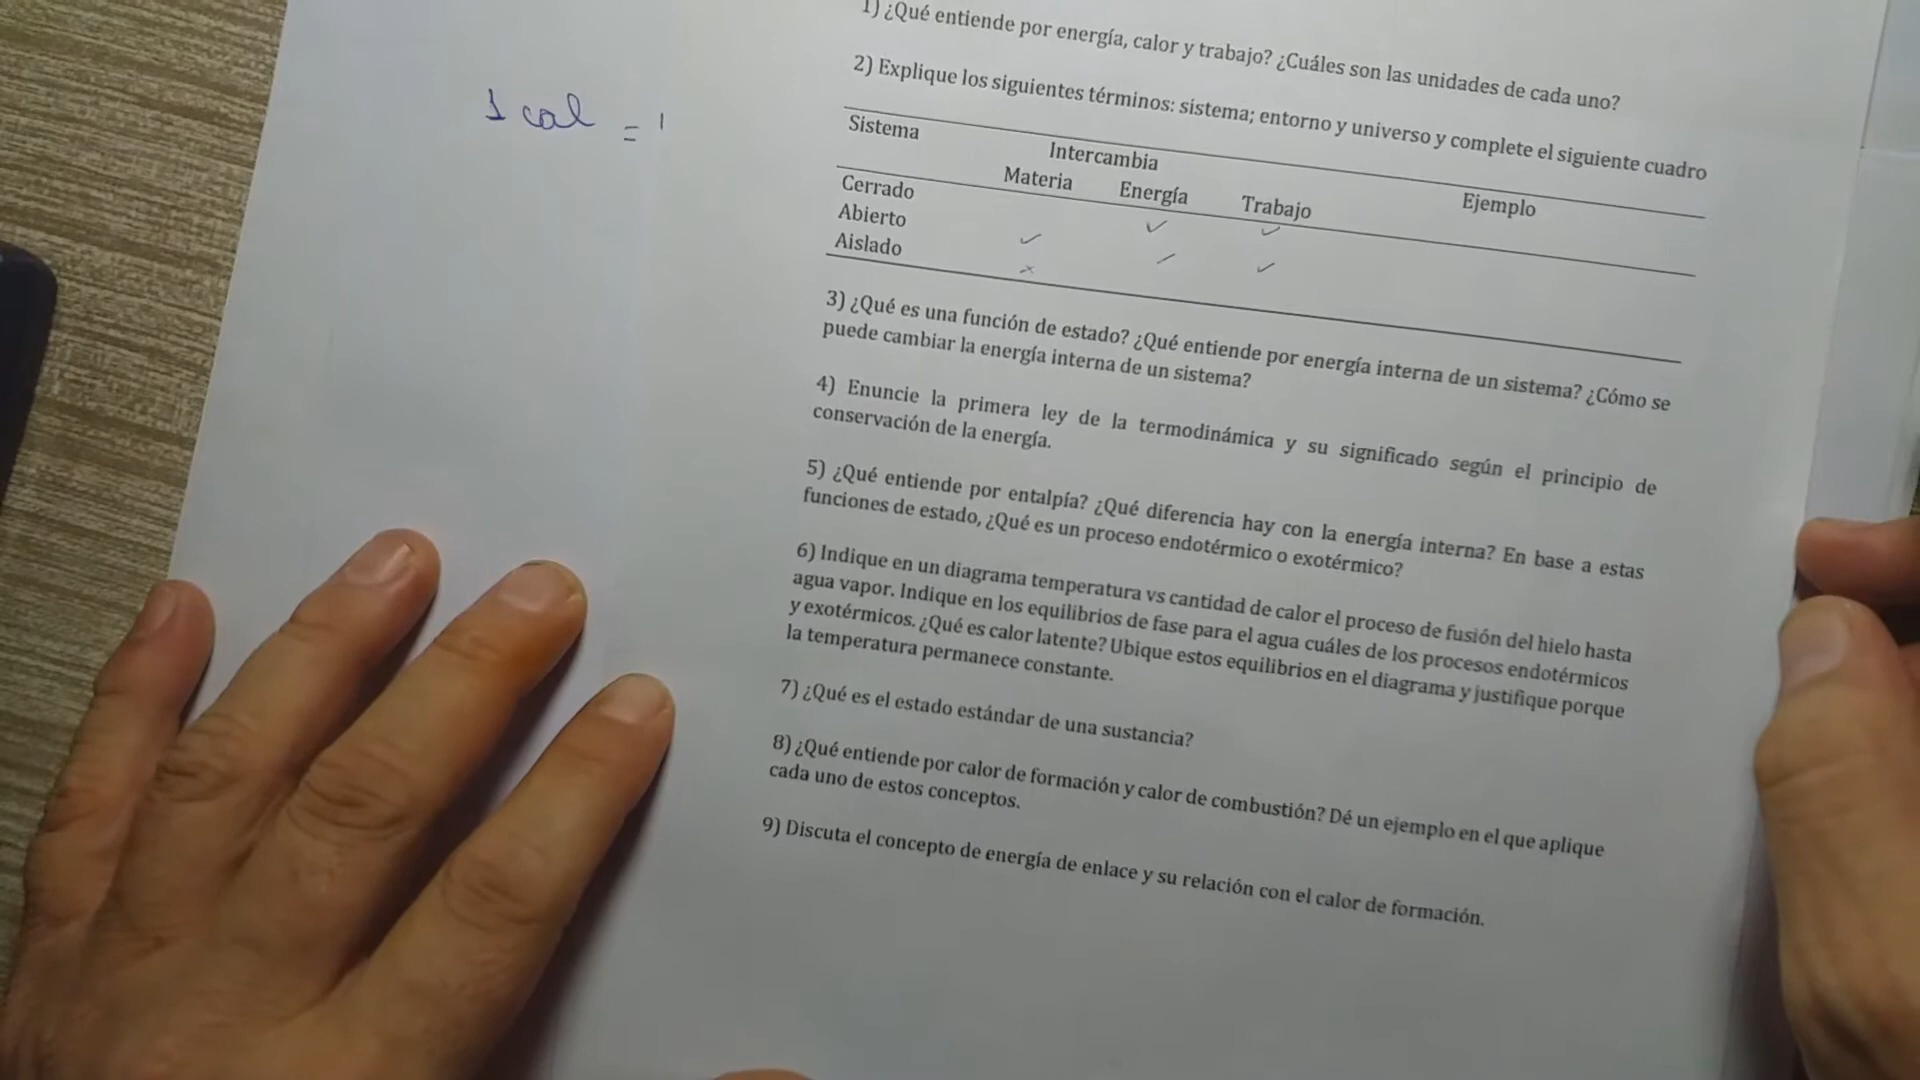 1) ¿Qué entiende por energía, calor y trabajo? ¿Cuáles son las unidades de cada uno?
1 cal = 1
2) Explique los siguientes términos: sistema; entorno y universo y complete el siguiente cuadro
Sistema Intercambia Ejemplo
Materia Energía Trabajo
Cerrado ✓ ✓
Abierto ✓ ✓ ✓
Aislado ×
3) ¿Qué es una función de estado? ¿Qué entiende por energía interna de un sistema? ¿Cómo se
puede cambiar la energía interna de un sistema?
4) Enuncie la primera ley de la termodinámica y su significado según el principio de
conservación de la energía.
5) ¿Qué entiende por entalpía? ¿Qué diferencia hay con la energía interna? En base a estas
funciones de estado, ¿Qué es un proceso endotérmico o exotérmico?
6) Indique en un diagrama temperatura vs cantidad de calor el proceso de fusión del hielo hasta
agua vapor. Indique en los equilibrios de fase para el agua cuáles de los procesos endotérmicos
y exotérmicos. ¿Qué es calor latente? Ubique estos equilibrios en el diagrama y justifique porque
la temperatura permanece constante.
7) ¿Qué es el estado estándar de una sustancia?
8) ¿Qué entiende por calor de formación y calor de combustión? Dé un ejemplo en el que aplique
cada uno de estos conceptos.
9) Discuta el concepto de energía de enlace y su relación con el calor de formación.